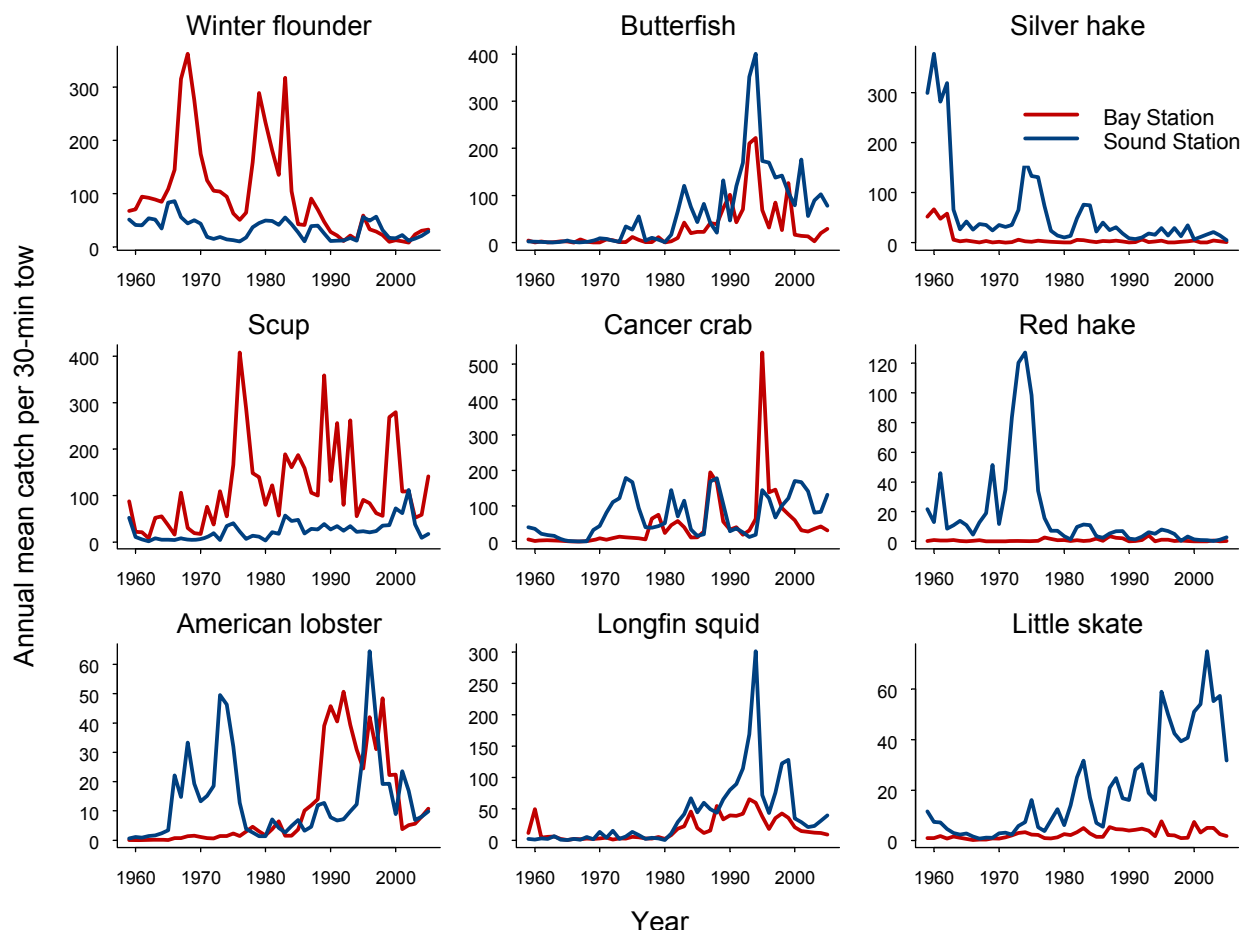 Winter flounder Butterfish Silver hake
400
300 300 300
Bay Station
Sound Station
200 200 200
100 100 100
0 0 0
1960 1970 1980 1990 2000 1960 1970 1980 1990 2000 1960 1970 1980 1990 2000
Annual mean catch per 30-min tow
Scup Cancer crab Red hake
400 500 120
400 100
300 80
300
200 60
200
40
100 100 20
0 0 0
1960 1970 1980 1990 2000 1960 1970 1980 1990 2000 1960 1970 1980 1990 2000
American lobster Longfin squid Little skate
60 300
50 250 60
40 200
40
30 150
20 100 20
10 50
0 0 0
1960 1970 1980 1990 2000 1960 1970 1980 1990 2000 1960 1970 1980 1990 2000
Year